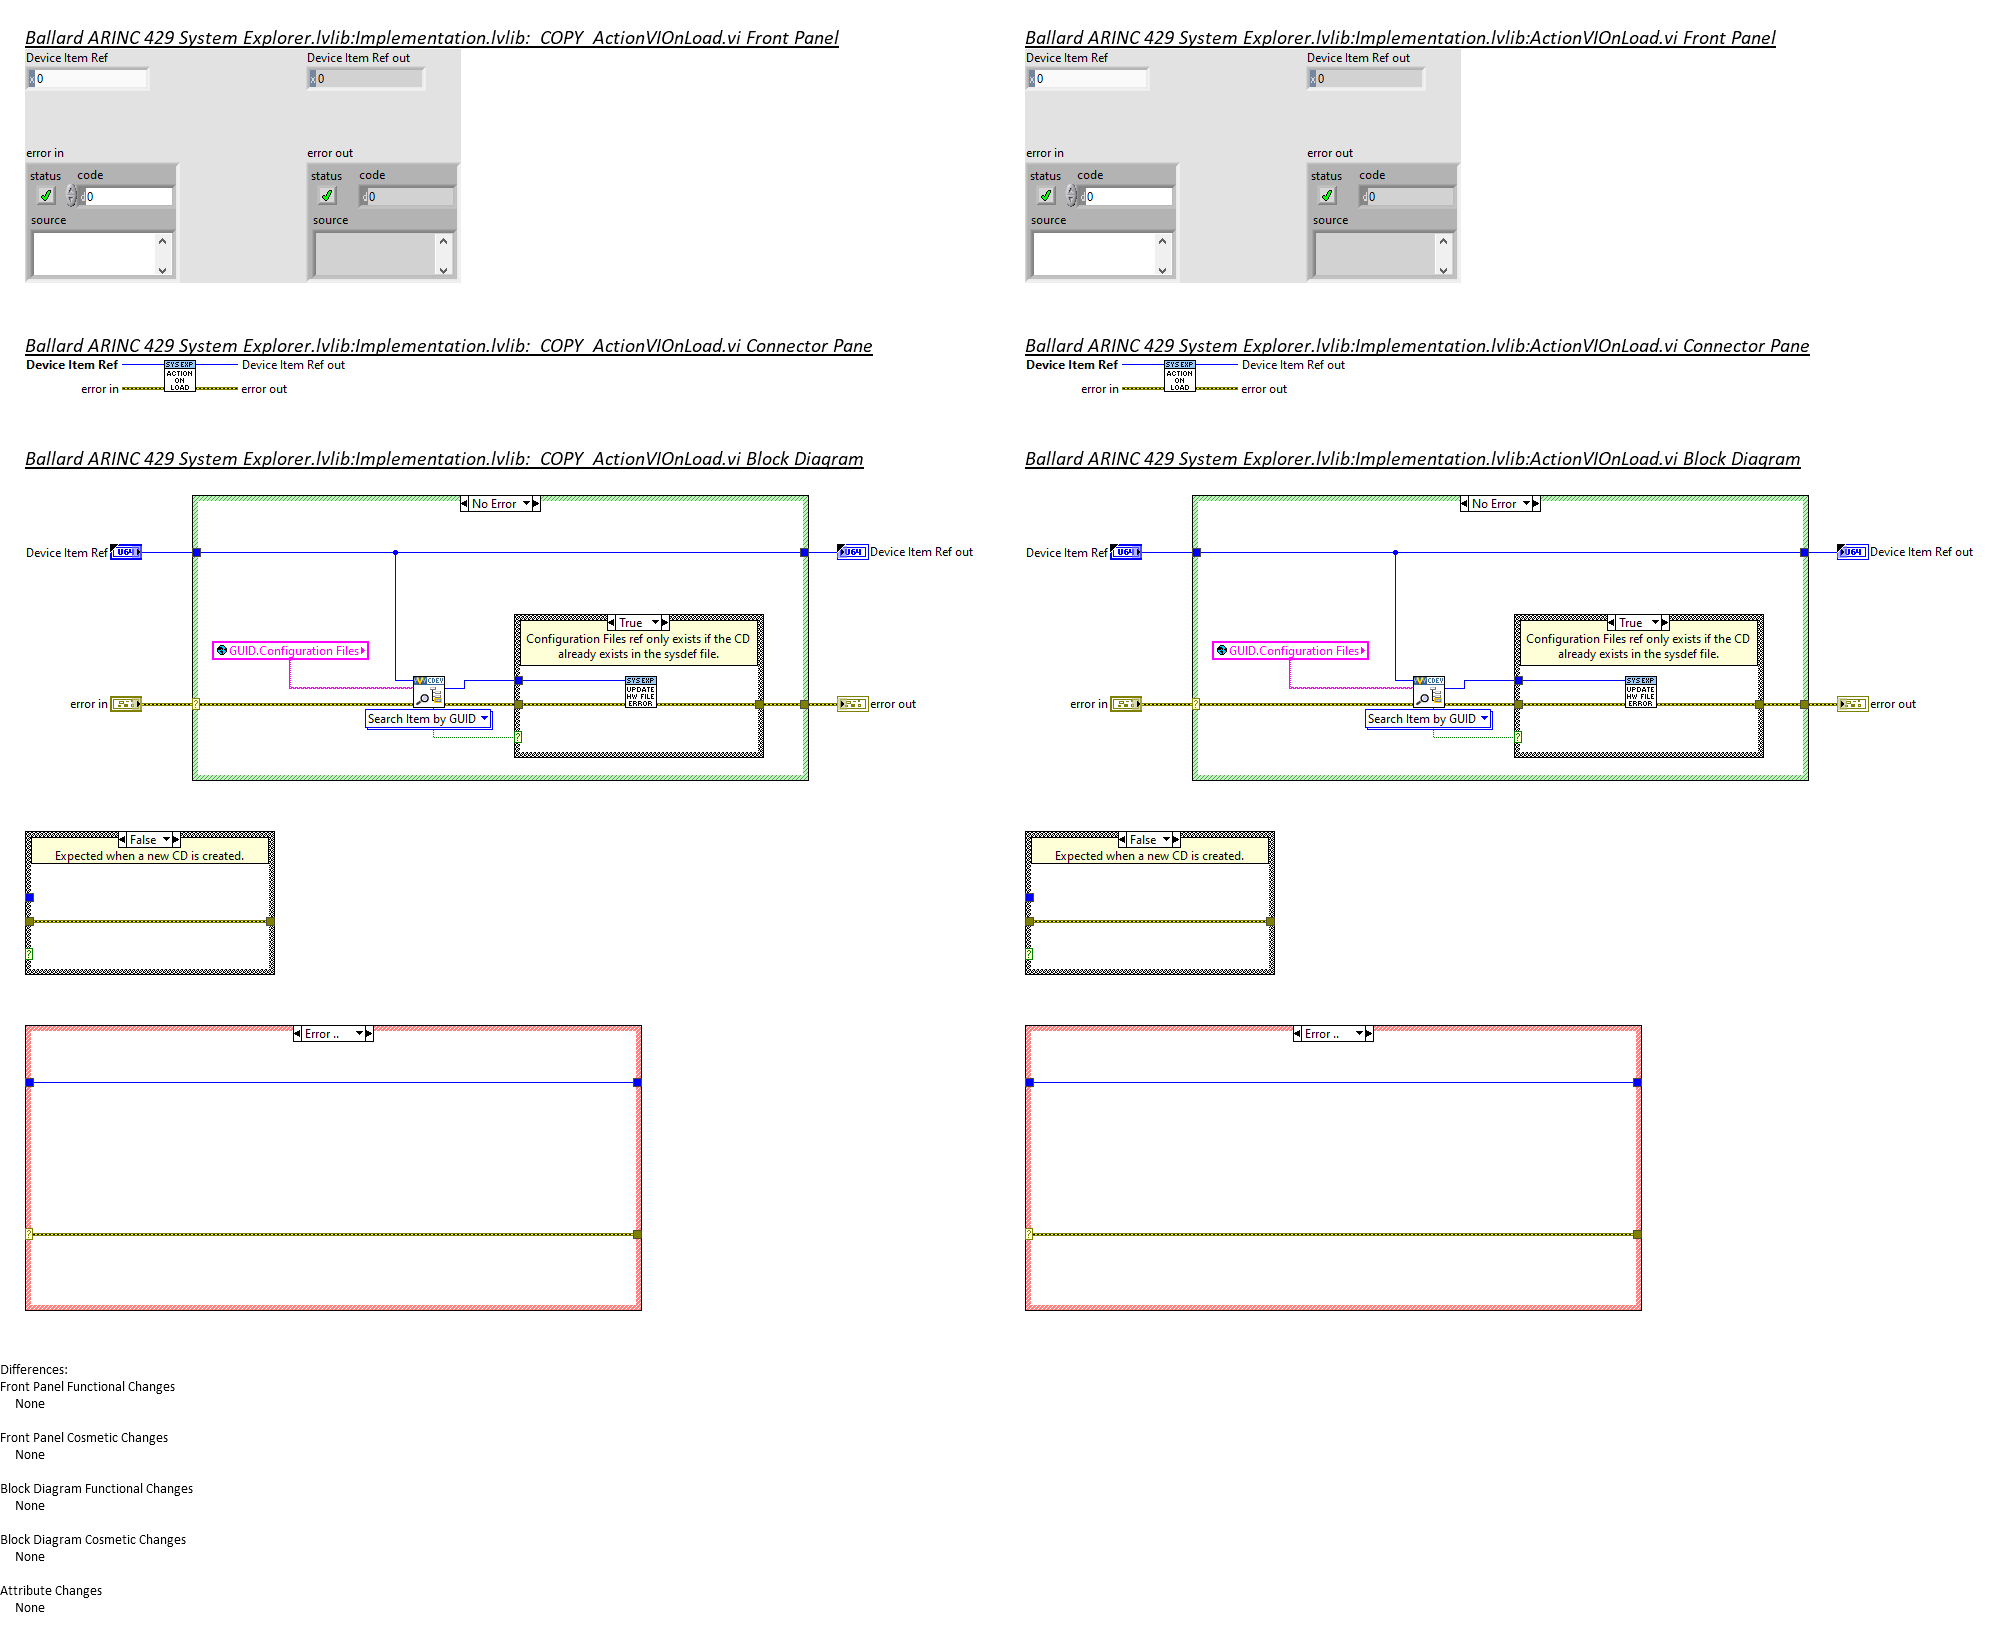 Ballard ARINC 429 System Explorer.lvlib:Implementation.lvlib:_COPY_ActionVIOnLoad.vi Front Panel
Device Item Ref
Device Item Ref out
x 0
x 0
error in
error out
status code
status code
d 0
d 0
source
source
Ballard ARINC 429 System Explorer.lvlib:Implementation.lvlib:_COPY_ActionVIOnLoad.vi Connector Pane
Device Item Ref
SYS EXP
Device Item Ref out
ACTION
ON
LOAD
error in
error out
Ballard ARINC 429 System Explorer.lvlib:Implementation.lvlib:_COPY_ActionVIOnLoad.vi Block Diagram
No Error
Device Item Ref
U64
U64
Device Item Ref out
True
Configuration Files ref only exists if the CD
already exists in the sysdef file.
GUID.Configuration Files
CDEV
SYS EXP
UPDATE
HW FILE
ERROR
error in
?
error out
Search Item by GUID
?
False
Expected when a new CD is created.
?
Error ..
?
Ballard ARINC 429 System Explorer.lvlib:Implementation.lvlib:ActionVIOnLoad.vi Front Panel
Device Item Ref
Device Item Ref out
x 0
x 0
error in
error out
status code
status code
d 0
d 0
source
source
Ballard ARINC 429 System Explorer.lvlib:Implementation.lvlib:ActionVIOnLoad.vi Connector Pane
Device Item Ref
SYS EXP
Device Item Ref out
ACTION
ON
LOAD
error in
error out
Ballard ARINC 429 System Explorer.lvlib:Implementation.lvlib:ActionVIOnLoad.vi Block Diagram
No Error
Device Item Ref
U64
U64
Device Item Ref out
True
Configuration Files ref only exists if the CD
already exists in the sysdef file.
GUID.Configuration Files
CDEV
SYS EXP
UPDATE
HW FILE
ERROR
error in
?
error out
Search Item by GUID
?
False
Expected when a new CD is created.
?
Error ..
?
Differences:
Front Panel Functional Changes
None
Front Panel Cosmetic Changes
None
Block Diagram Functional Changes
None
Block Diagram Cosmetic Changes
None
Attribute Changes
None